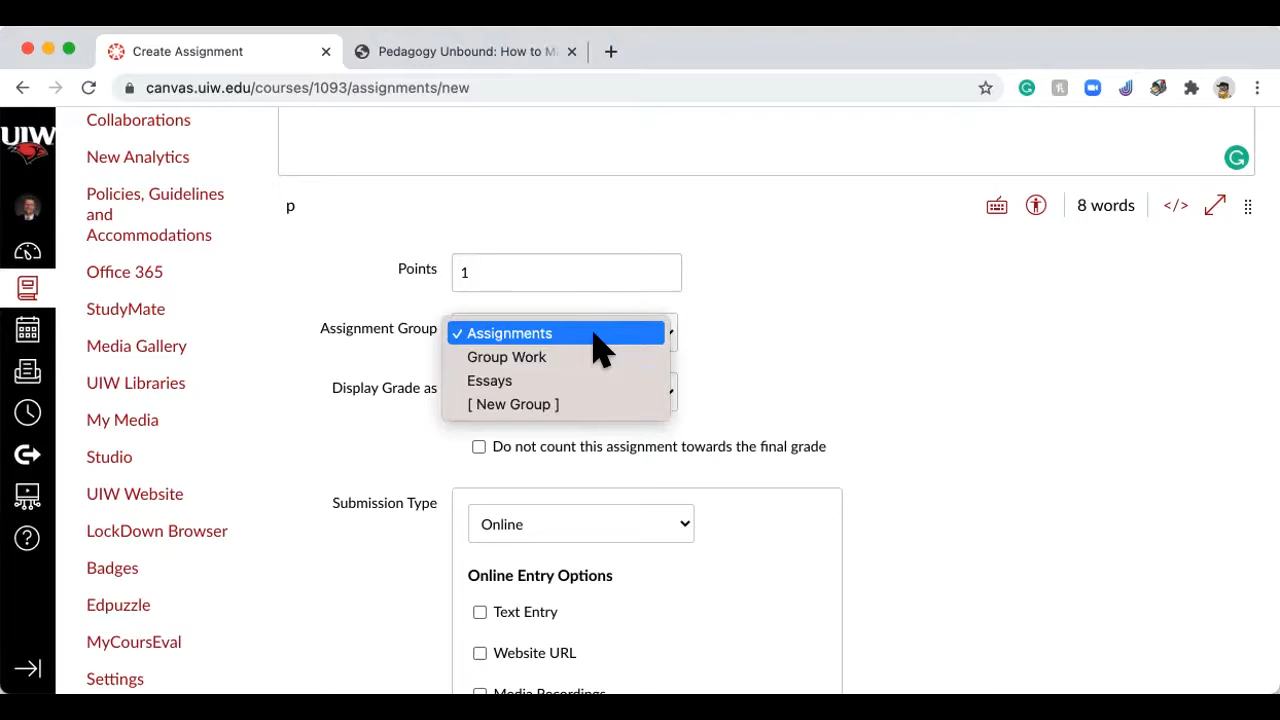 Create Assignment
Pedagogy Unbound: How to M
canvas.uiw.edu/courses/1093/assignments/new
UIW
Collaborations
New Analytics
Policies, Guidelines
and
Accommodations
Office 365
StudyMate
Media Gallery
UIW Libraries
My Media
Studio
UIW Website
LockDown Browser
Badges
Edpuzzle
MyCoursEval
Settings
p
8 words
</>
Points
1
Assignment Group
✓ Assignments
Group Work
Essays
[ New Group ]
Display Grade as
Do not count this assignment towards the final grade
Submission Type
Online
Online Entry Options
Text Entry
Website URL
Media Recordings